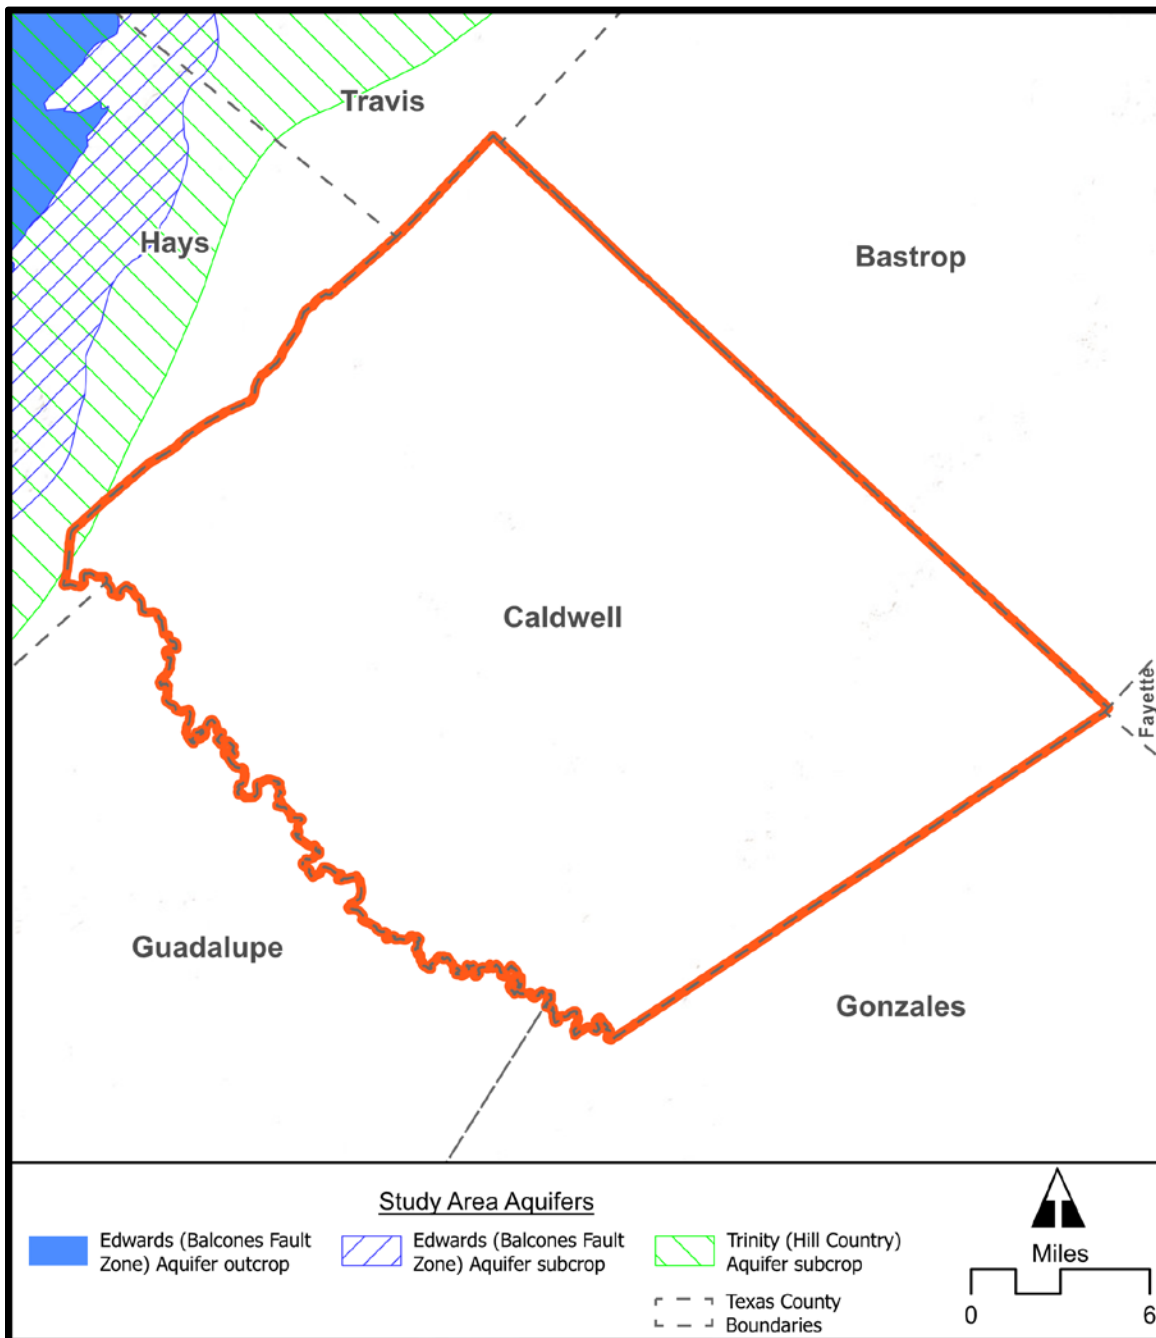 Travis
Hays
Bastrop
Caldwell
Fayette
Guadalupe
Gonzales
Study Area Aquifers
Edwards (Balcones Fault
Zone) Aquifer outcrop
Edwards (Balcones Fault
Zone) Aquifer subcrop
Trinity (Hill Country)
Aquifer subcrop
Texas County
Boundaries
Miles
0 6